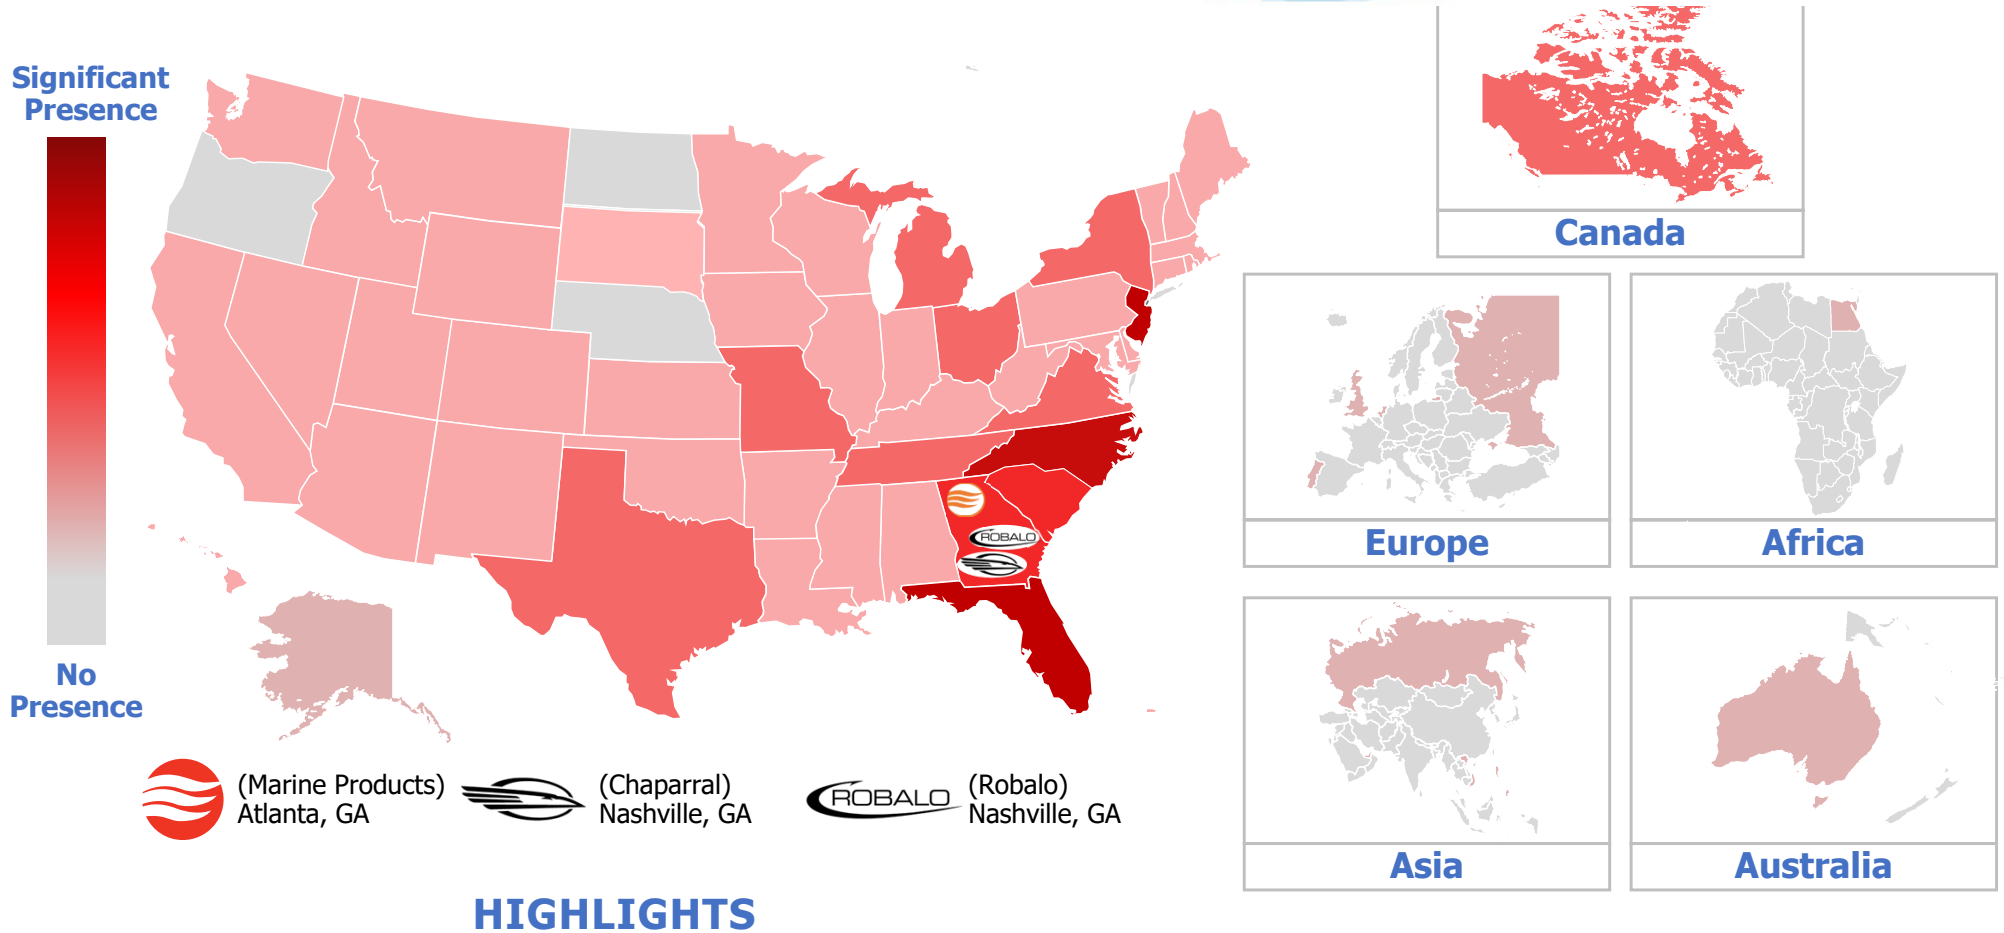 Significant
Presence
No
Presence
ROBALO
(Marine Products)
Atlanta, GA
(Chaparral)
Nashville, GA
ROBALO
(Robalo)
Nashville, GA
HIGHLIGHTS
Canada
Europe
Africa
Asia
Australia